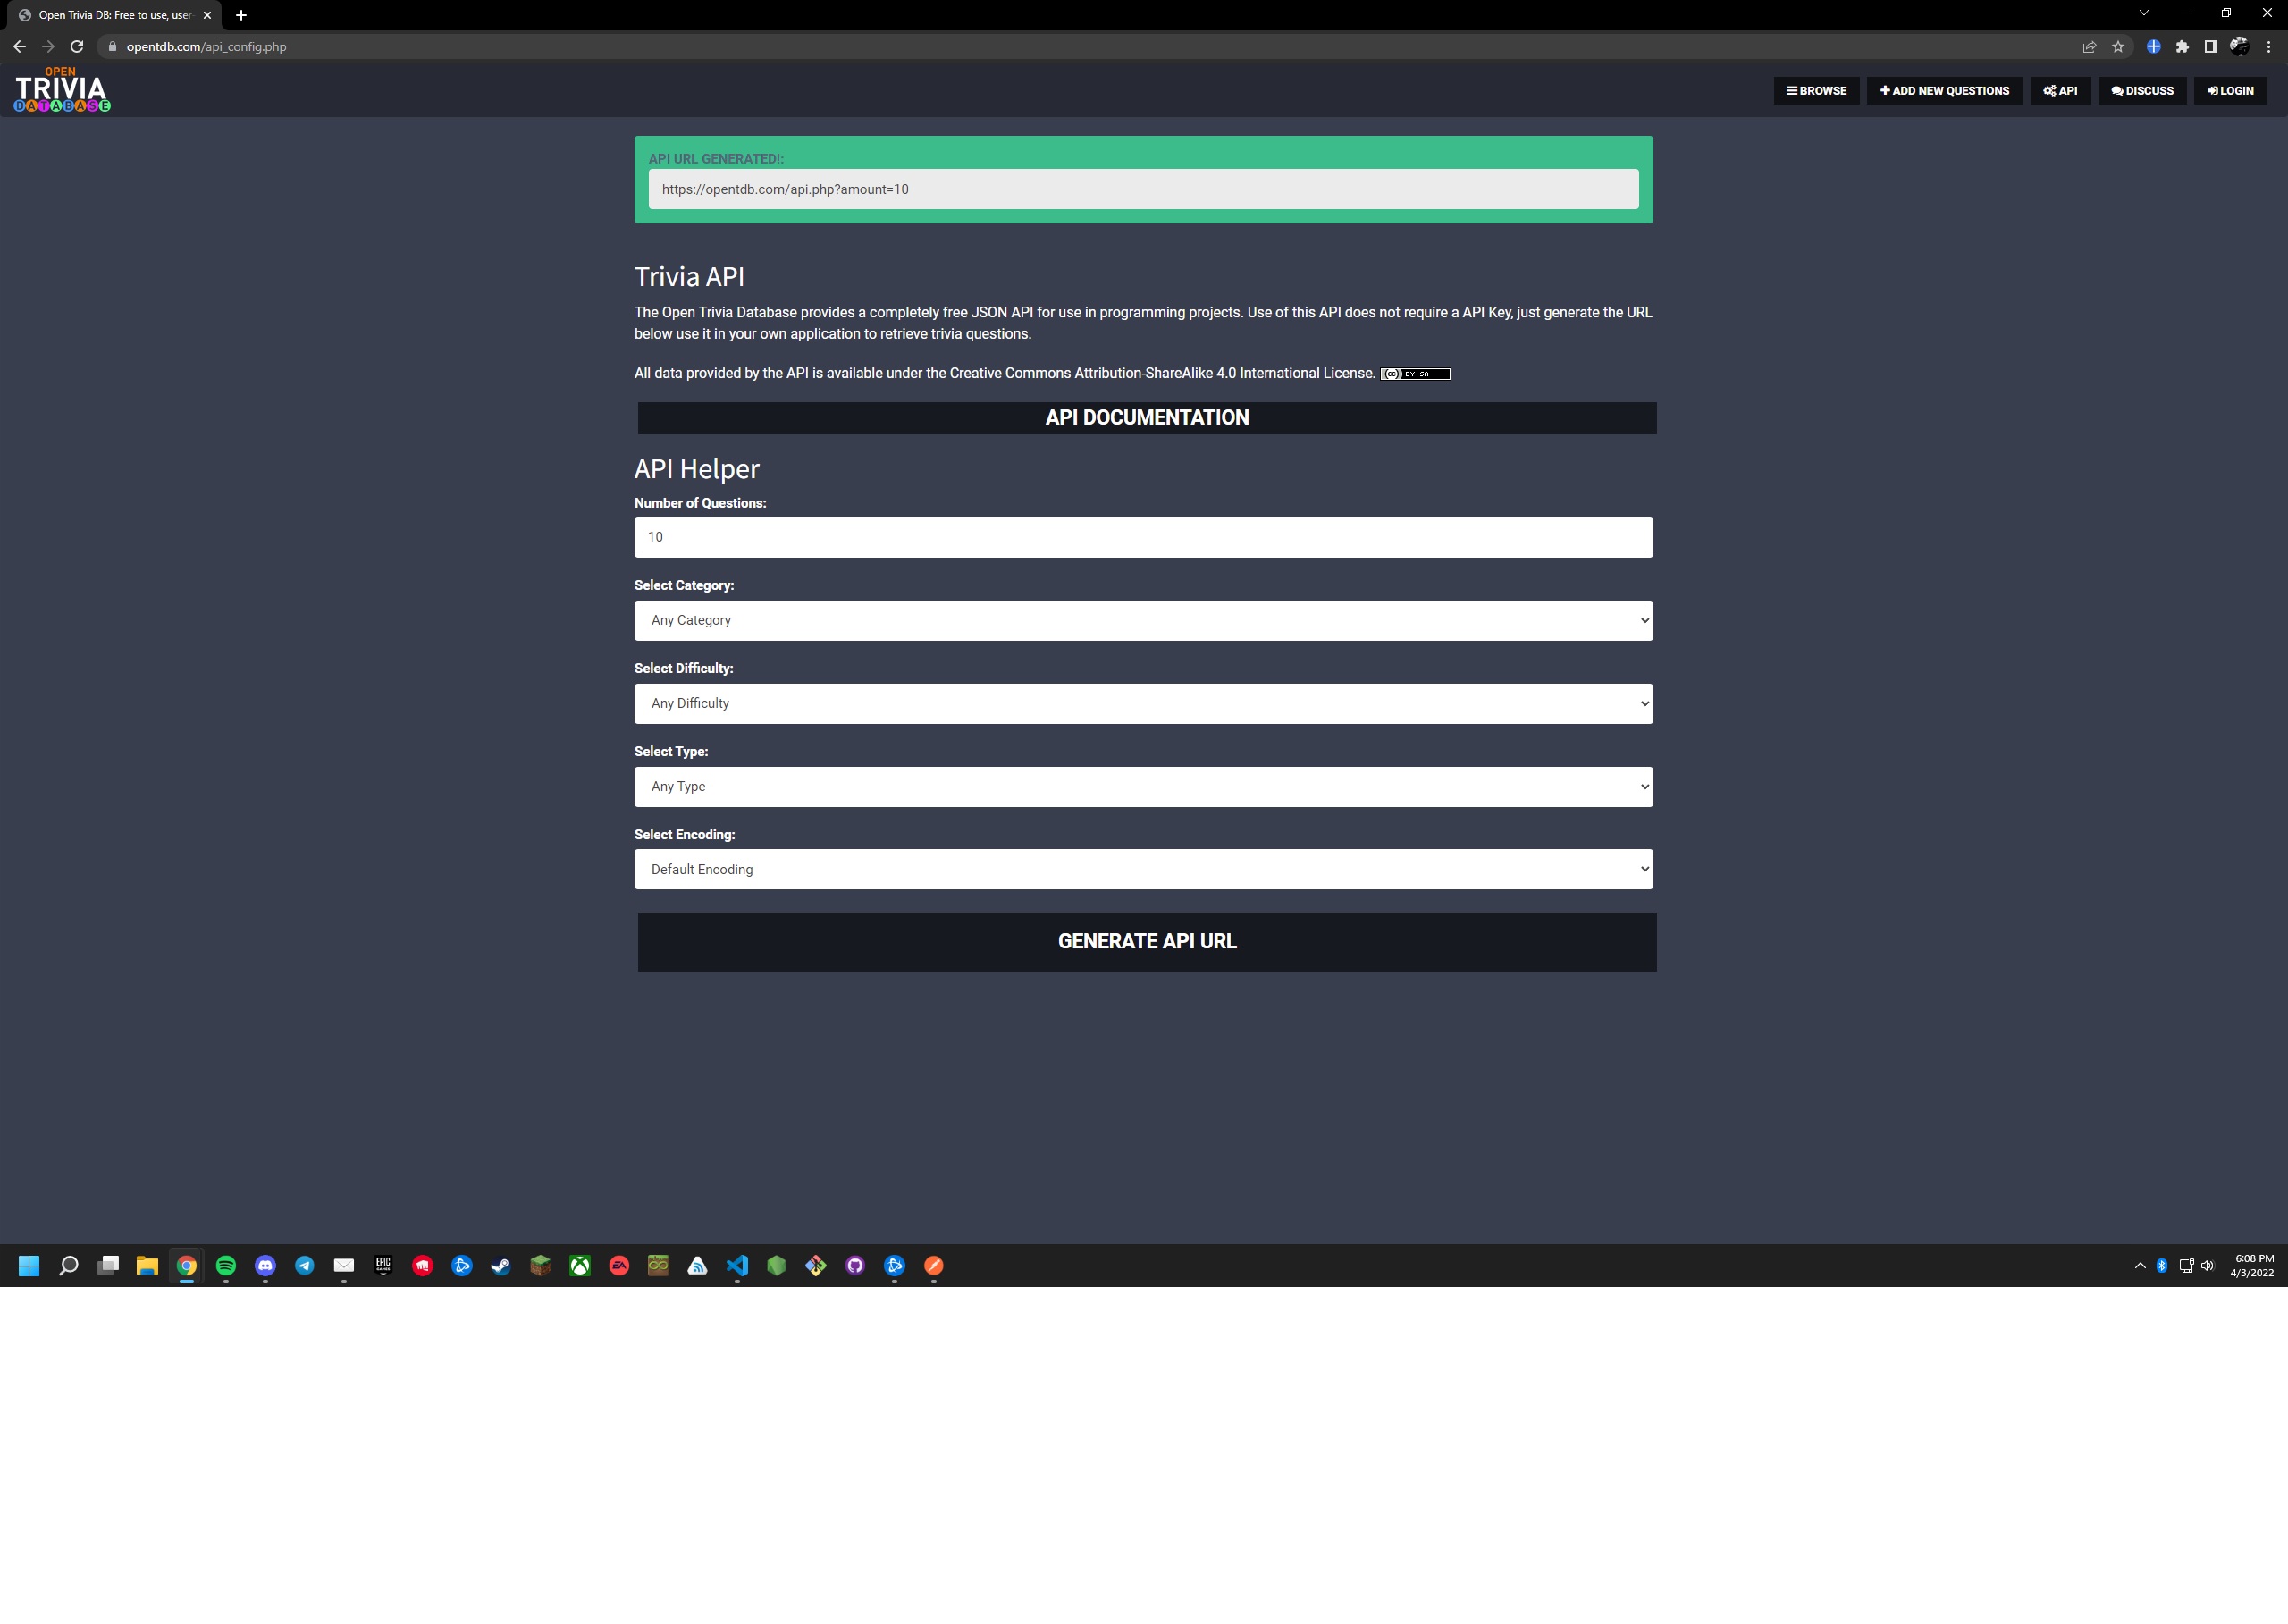 Open Trivia DB: Free to use, user-
opentdb.com/api_config.php
OPEN
TRIVIA
DATABASE
BROWSE
ADD NEW QUESTIONS
API
DISCUSS
LOGIN
API URL GENERATED!:
https://opentdb.com/api.php?amount=10
Trivia API
The Open Trivia Database provides a completely free JSON API for use in programming projects. Use of this API does not require a API Key, just generate the URL
below use it in your own application to retrieve trivia questions.
All data provided by the API is available under the Creative Commons Attribution-ShareAlike 4.0 International License. cc BY-SA
API DOCUMENTATION
API Helper
Number of Questions:
10
Select Category:
Any Category
Select Difficulty:
Any Difficulty
Select Type:
Any Type
Select Encoding:
Default Encoding
GENERATE API URL
EPIC
GAMES
EA
6:08 PM
4/3/2022